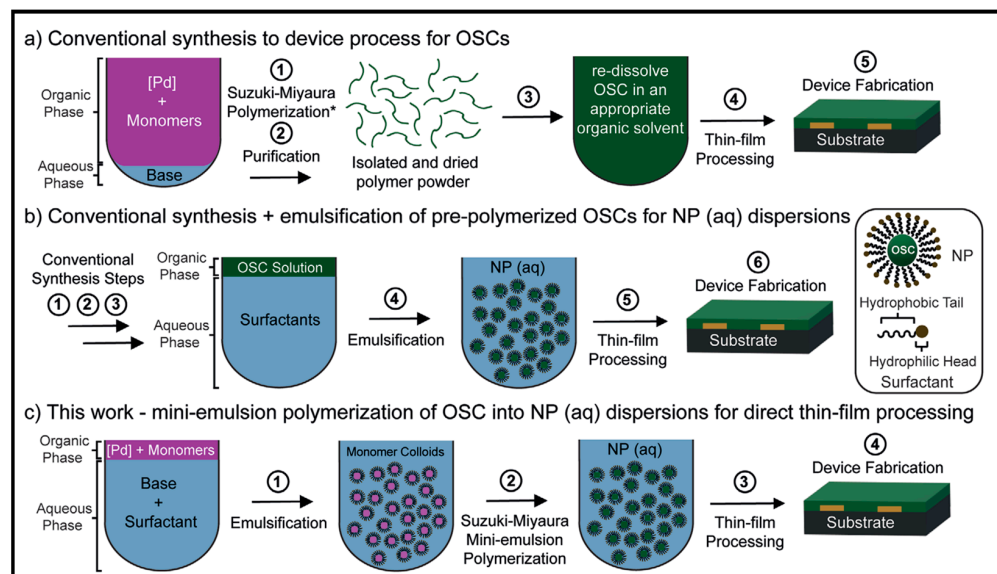 a) Conventional synthesis to device process for OSCs
Organic
Phase
Aqueous
Phase
[Pd]
+
Monomers
Base
①
Suzuki-Miyaura
Polymerization*
②
Purification
Isolated and dried
polymer powder
③
re-dissolve
OSC in an
appropriate
organic solvent
④
Thin-film
Processing
⑤
Device Fabrication
Substrate
b) Conventional synthesis + emulsification of pre-polymerized OSCs for NP (aq) dispersions
Conventional
Synthesis Steps
① ② ③
Organic
Phase
Aqueous
Phase
OSC Solution
Surfactants
④
Emulsification
NP (aq)
⑤
Thin-film
Processing
⑥
Device Fabrication
Substrate
OSC
NP
Hydrophobic Tail
Hydrophilic Head
Surfactant
c) This work - mini-emulsion polymerization of OSC into NP (aq) dispersions for direct thin-film processing
Organic
Phase
Aqueous
Phase
[Pd] + Monomers
Base
+
Surfactant
①
Emulsification
Monomer Colloids
②
Suzuki-Miyaura
Mini-emulsion
Polymerization
NP (aq)
③
Thin-film
Processing
④
Device Fabrication
Substrate